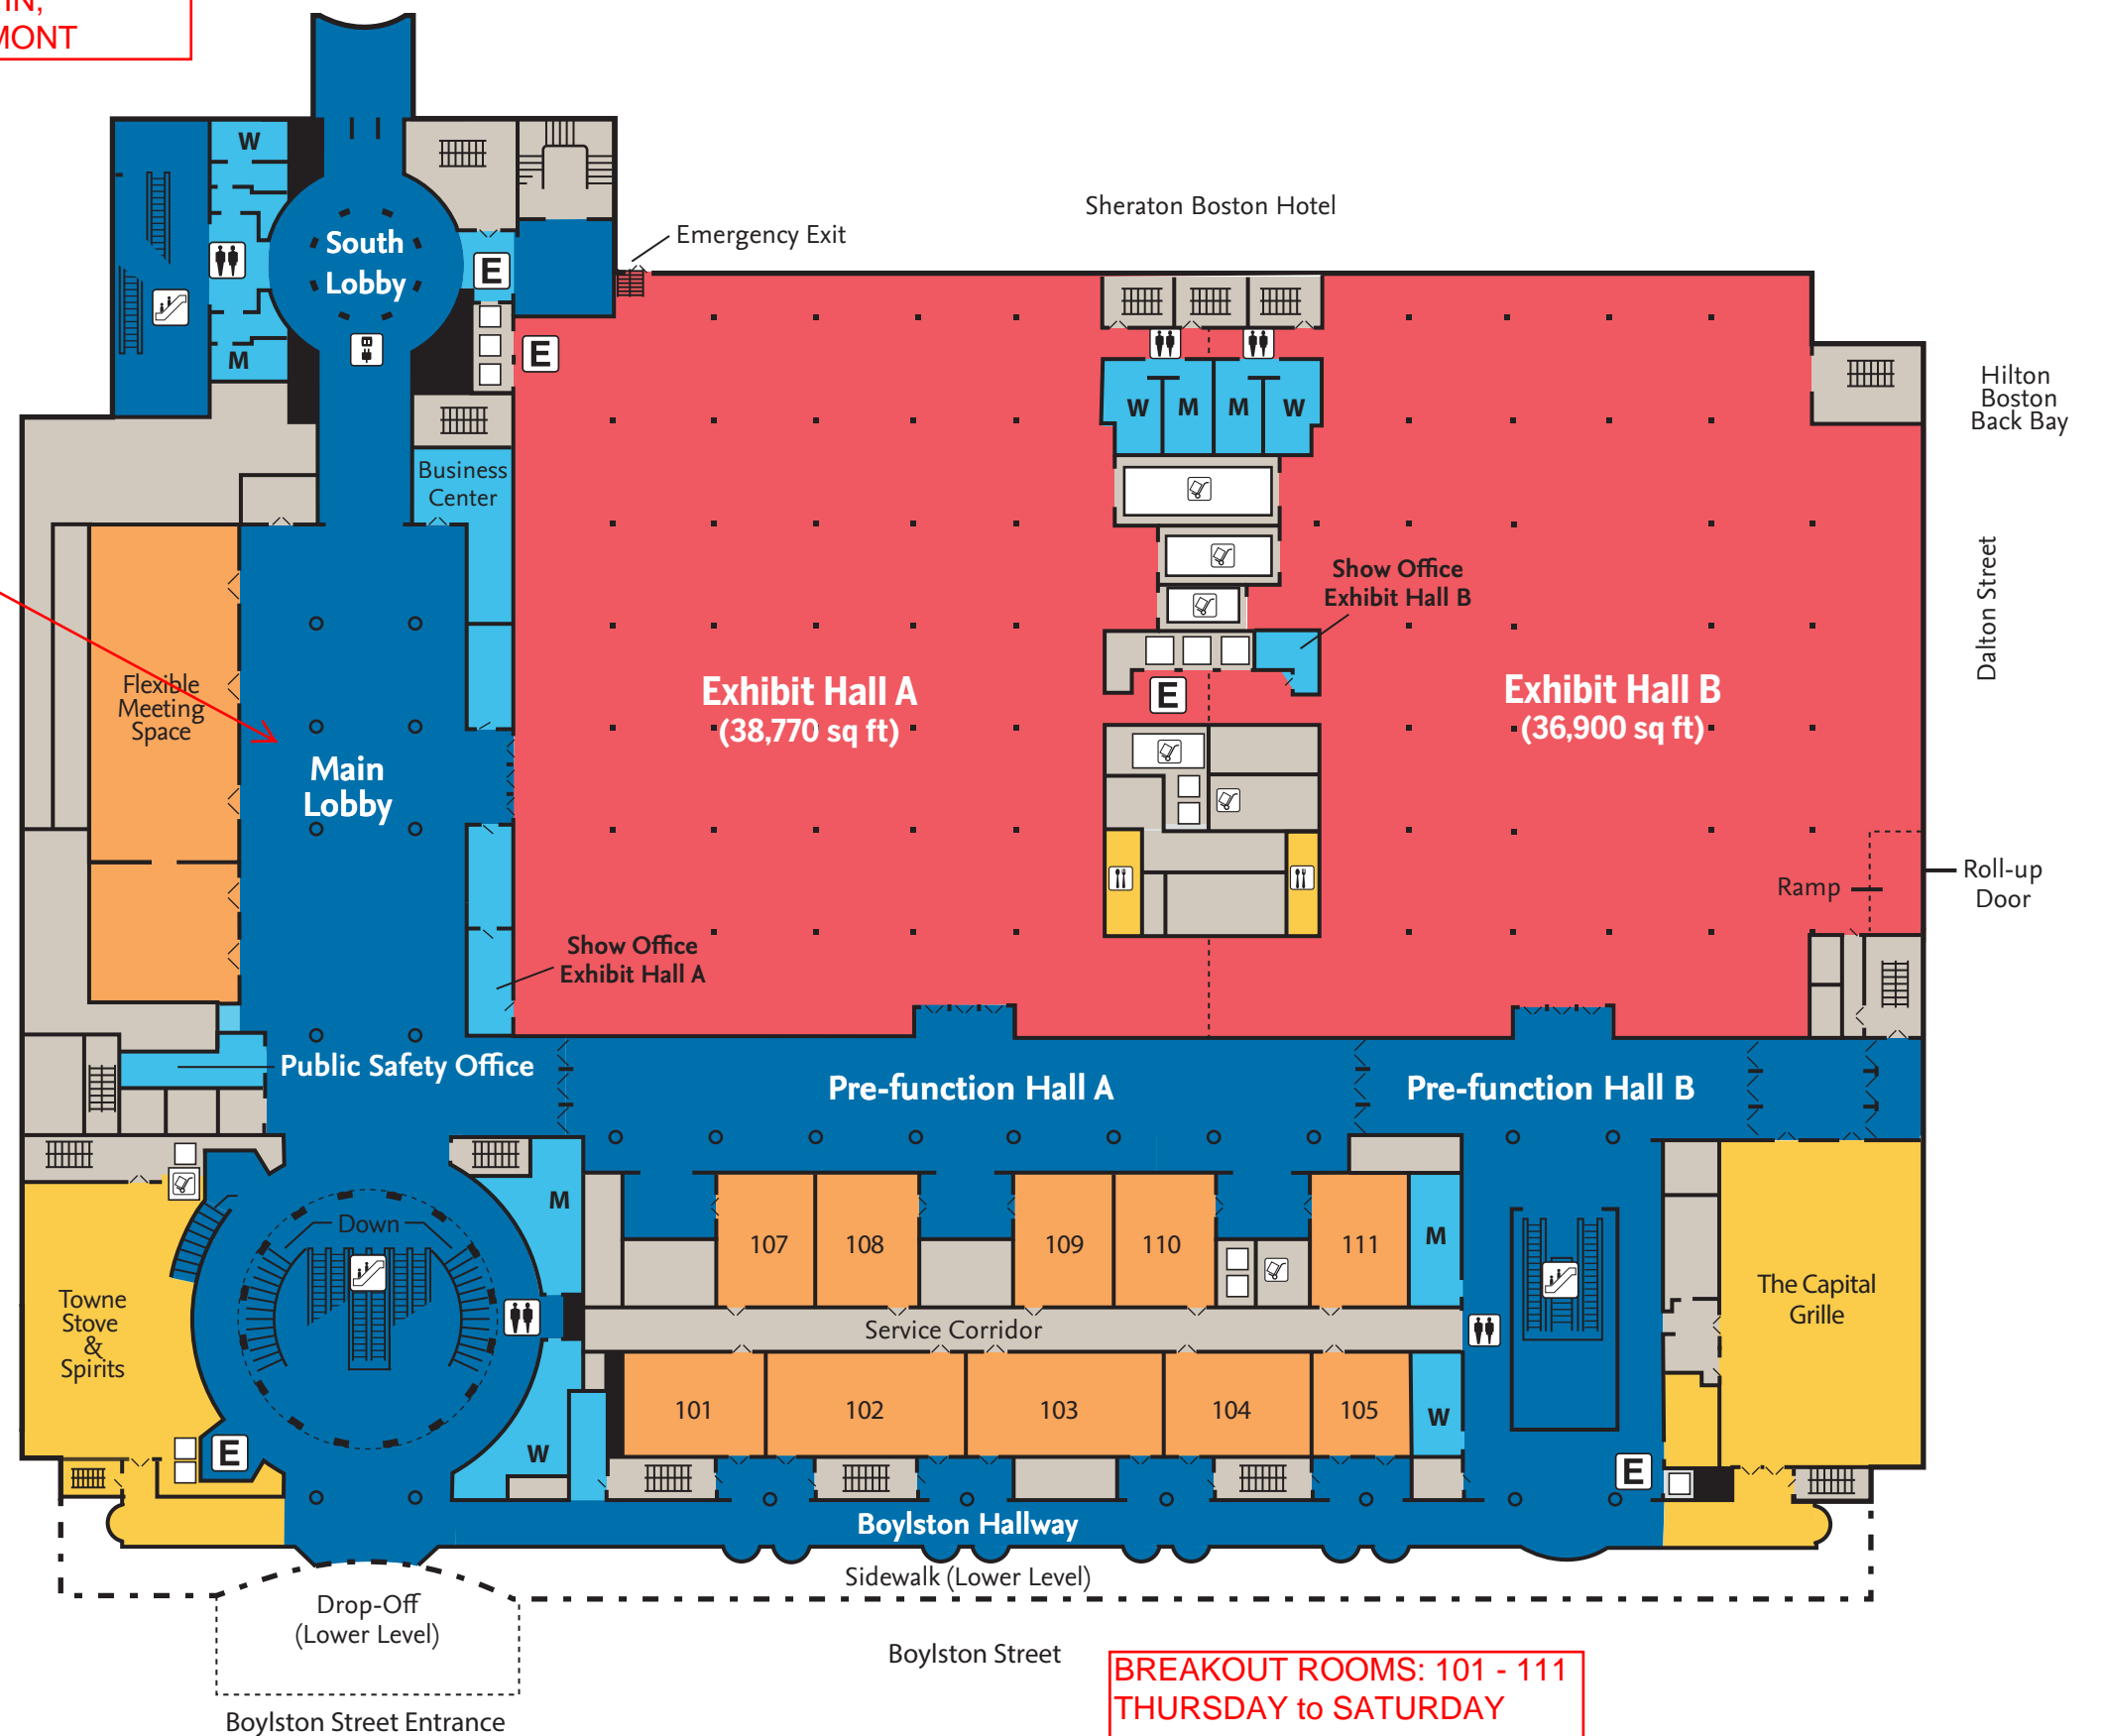 MONT
W
South
Lobby
E
M
Emergency Exit
Sheraton Boston Hotel
E
W
M
M
W
Hilton
Boston
Back Bay
Business
Center
Dalton Street
Show Office
Exhibit Hall B
Flexible
Meeting
Space
Main
Lobby
Exhibit Hall A
(38,770 sq ft)
E
Exhibit Hall B
(36,900 sq ft)
Ramp
Roll-up
Door
Show Office
Exhibit Hall A
Public Safety Office
Pre-function Hall A
Pre-function Hall B
Down
M
107
108
109
110
111
M
Towne
Stove
&
Spirits
The Capital
Grille
Service Corridor
101
102
103
104
105
W
W
E
E
Boylston Hallway
Sidewalk (Lower Level)
Drop-Off
(Lower Level)
Boylston Street
Boylston Street Entrance
BREAKOUT ROOMS: 101 - 111
THURSDAY to SATURDAY